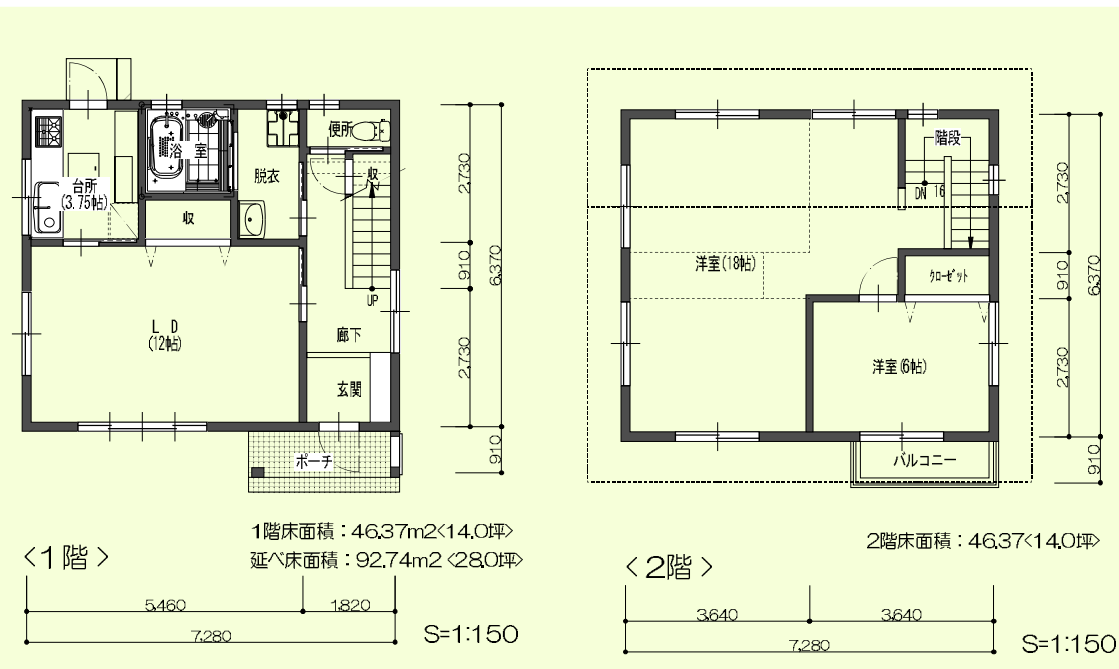 便所
浴室
脱衣
収
台所
(3.75帖)
収
2,730
910
6,370
UP
LD
(12帖)
廊下
2,730
玄関
ポーチ
910
1階床面積：46.37m2<14.0坪>
<1階>
延べ床面積：92.74m2<28.0坪>
5,460
1,820
7,280
S=1:150
階段
DN 16
2,730
洋室(18帖)
クローゼット
910
6,370
洋室(6帖)
2,730
バルコニー
910
2階床面積：46.37<14.0坪>
<2階>
3,640
3,640
7,280
S=1:150